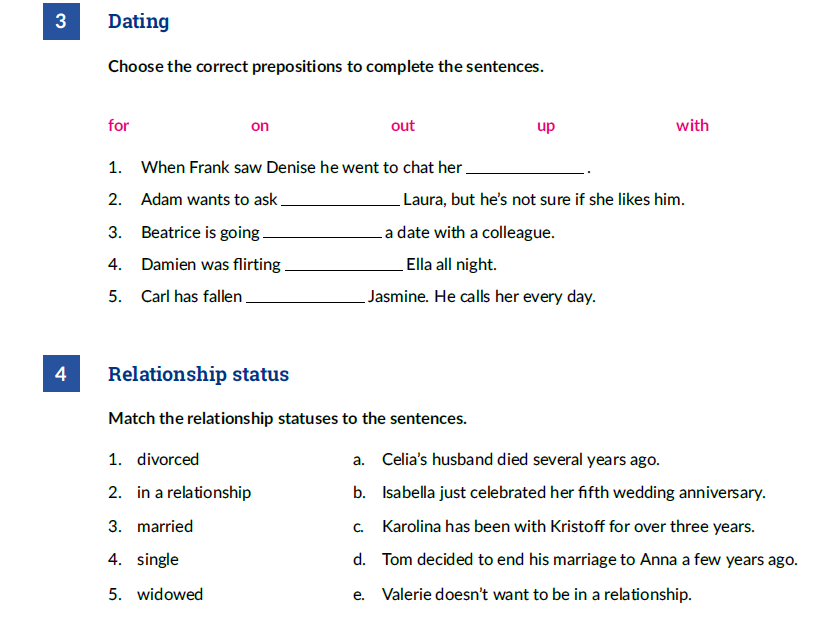 3 Dating
Choose the correct prepositions to complete the sentences.
for on out up with
1. When Frank saw Denise he went to chat her ______________ .
2. Adam wants to ask ______________ Laura, but he’s not sure if she likes him.
3. Beatrice is going ______________ a date with a colleague.
4. Damien was flirting ______________ Ella all night.
5. Carl has fallen ______________ Jasmine. He calls her every day.
4 Relationship status
Match the relationship statuses to the sentences.
1. divorced a. Celia’s husband died several years ago.
2. in a relationship b. Isabella just celebrated her fifth wedding anniversary.
3. married c. Karolina has been with Kristoff for over three years.
4. single d. Tom decided to end his marriage to Anna a few years ago.
5. widowed e. Valerie doesn’t want to be in a relationship.